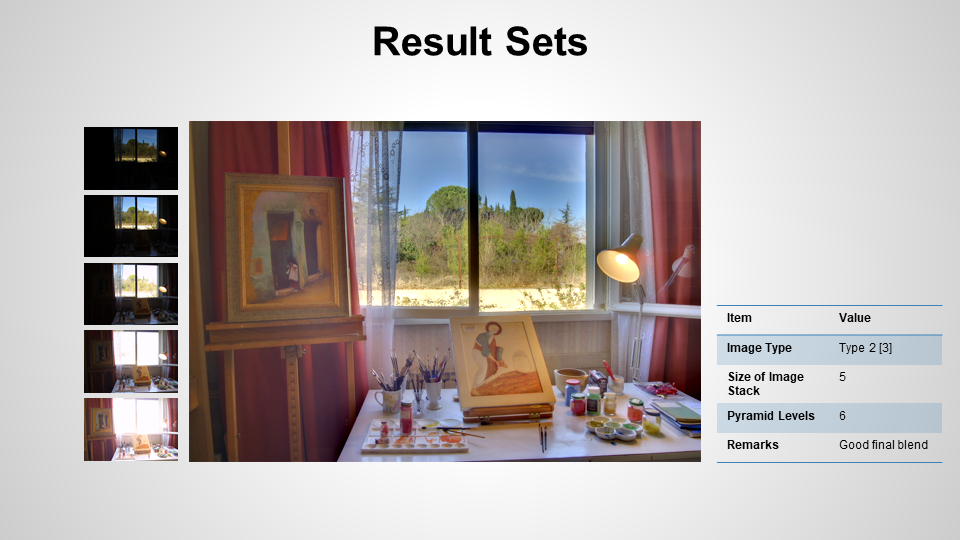 Result Sets
Item Value
Image Type Type 2 [3]
Size of Image 5
Stack
Pyramid Levels 6
Remarks Good final blend